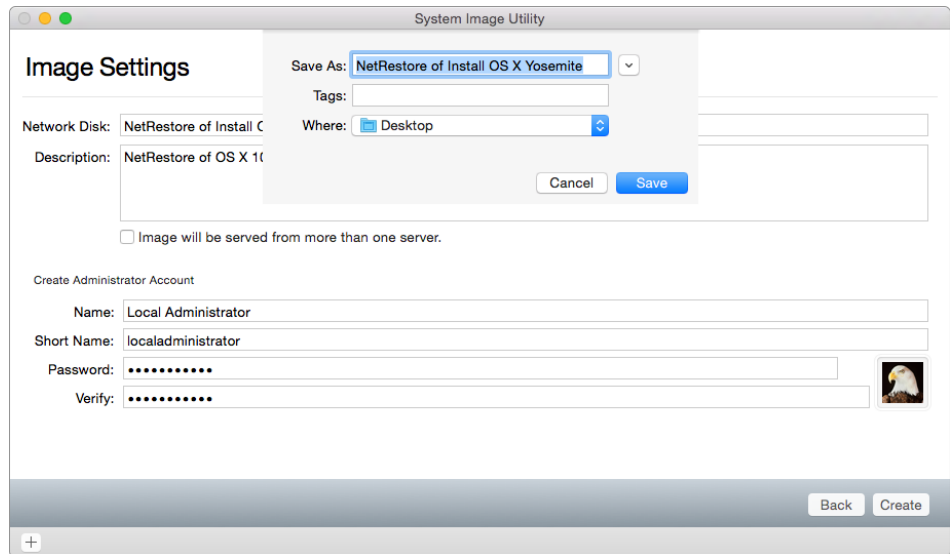 System Image Utility
Image Settings
Save As: NetRestore of Install OS X Yosemite
Tags:
Where: Desktop
Cancel Save
Network Disk: NetRestore of Install
Description: NetRestore of OS X
Image will be served from more than one server.
Create Administrator Account
Name: Local Administrator
Short Name: localadministrator
Password: •••••••••••
Verify: •••••••••••
Back Create